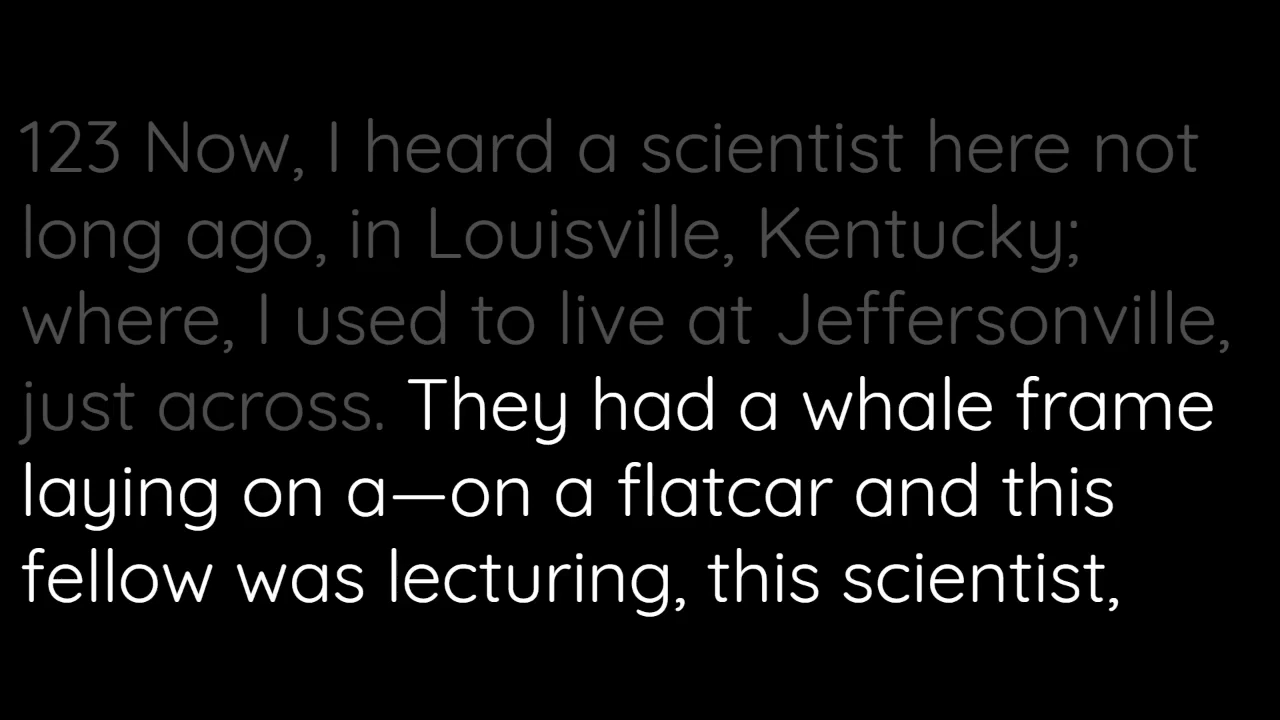 123 Now, I heard a scientist here not
long ago, in Louisville, Kentucky;
where, I used to live at Jeffersonville,
just across. They had a whale frame
laying on a—on a flatcar and this
fellow was lecturing, this scientist,